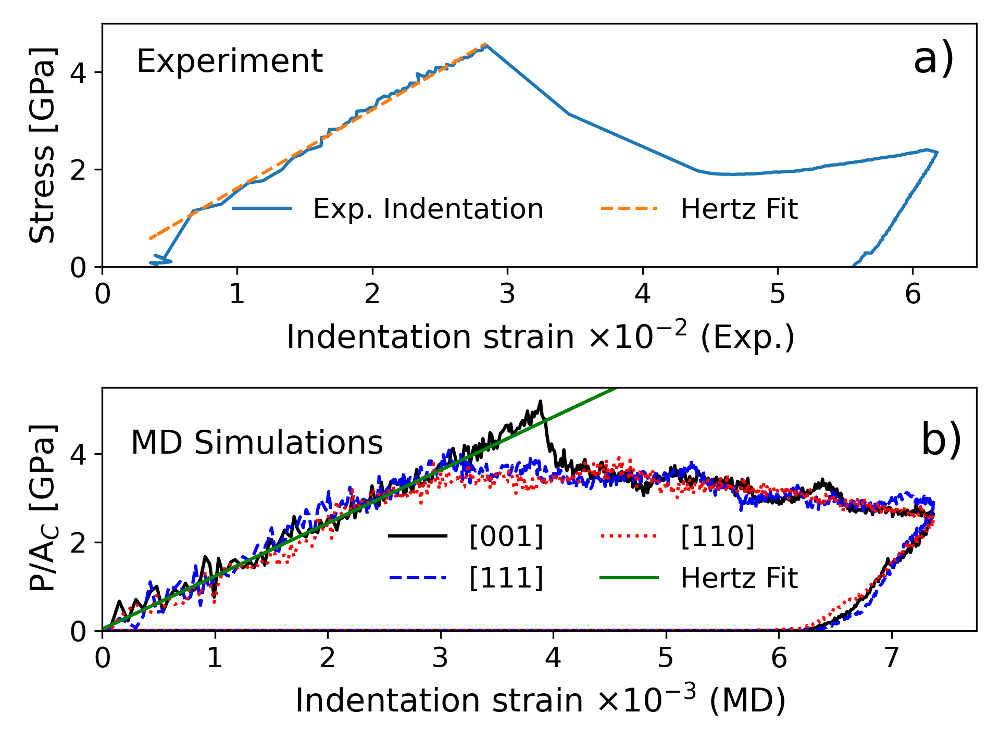 Experiment
a)
Stress [GPa]
4
2
0
Exp. Indentation
Hertz Fit
0 1 2 3 4 5 6
Indentation strain ×10⁻² (Exp.)
MD Simulations
b)
P/A_C [GPa]
4
2
0
[001] [110]
[111] Hertz Fit
0 1 2 3 4 5 6 7
Indentation strain ×10⁻³ (MD)